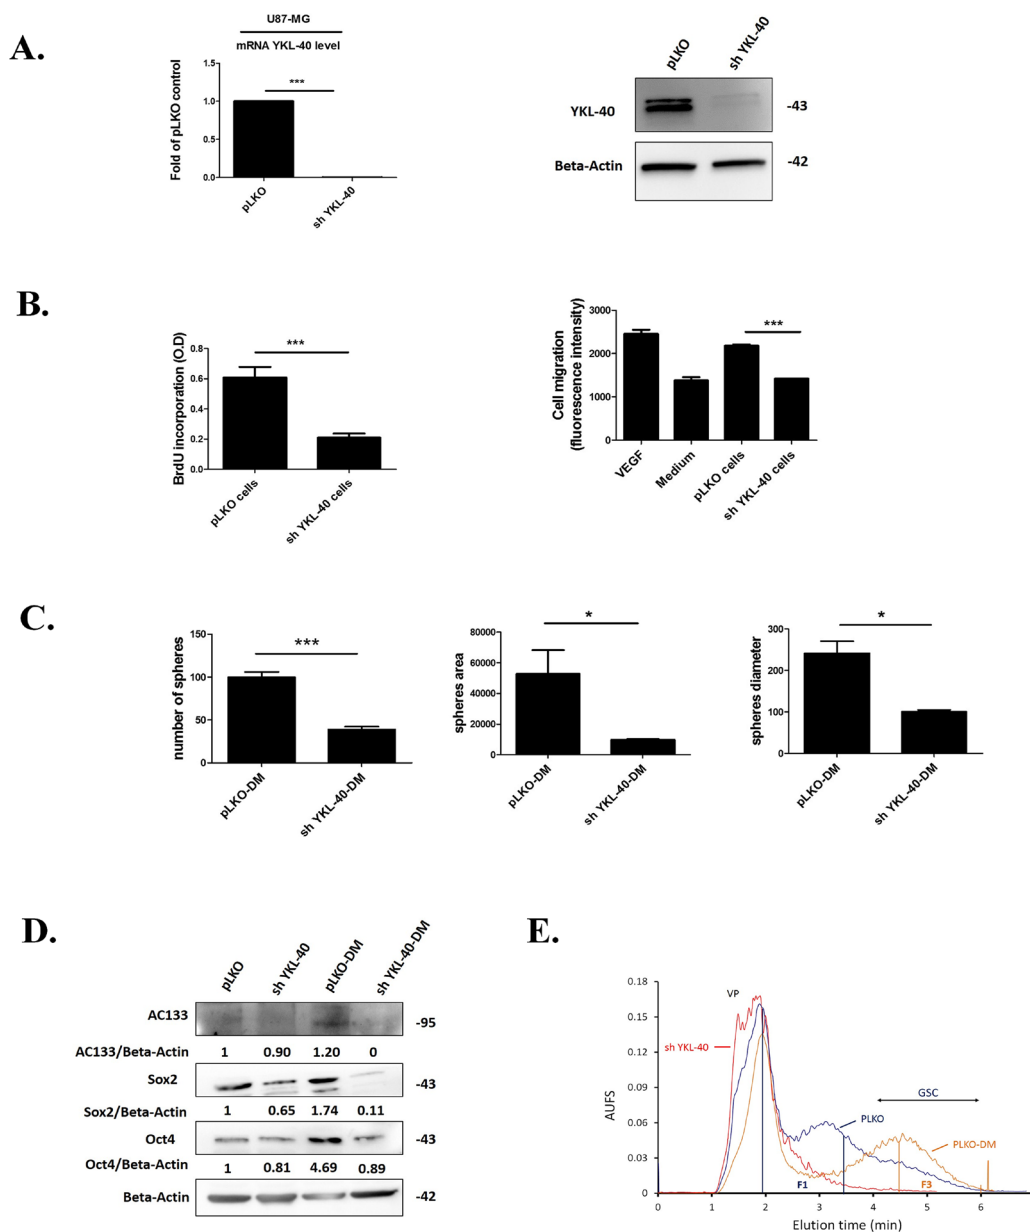 A.
U87-MG
mRNA YKL-40 level
Fold of pLKO control
1.5
1.0
0.5
0.0
***
pLKO
sh YKL-40
pLKO
sh YKL-40
YKL-40
-43
Beta-Actin
-42
B.
BrdU incorporation (O.D)
0.8
0.6
0.4
0.2
0.0
***
pLKO cells
sh YKL-40 cells
Cell migration
(fluorescence intensity)
3000
2000
1000
0
***
VEGF
Medium
pLKO cells
sh YKL-40 cells
C.
number of spheres
150
100
50
0
***
pLKO-DM
sh YKL-40-DM
spheres area
80000
60000
40000
20000
0
*
pLKO-DM
sh YKL-40-DM
spheres diameter
300
200
100
0
*
pLKO-DM
sh YKL-40-DM
D.
pLKO
sh YKL-40
pLKO-DM
sh YKL-40-DM
AC133
-95
AC133/Beta-Actin 1 0.90 1.20 0
Sox2
-43
Sox2/Beta-Actin 1 0.65 1.74 0.11
Oct4
-43
Oct4/Beta-Actin 1 0.81 4.69 0.89
Beta-Actin
-42
E.
AUFS
0.18
0.15
0.12
0.09
0.06
0.03
0
VP
sh YKL-40
GSC
PLKO
PLKO-DM
F1
F3
0 1 2 3 4 5 6
Elution time (min)